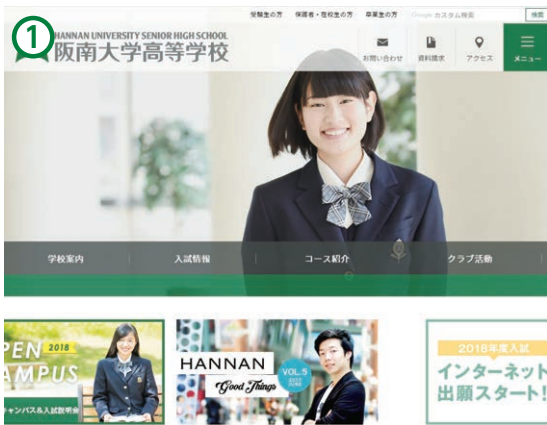 受験生の方 保護者・在校生の方 卒業生の方 Google カスタム検索 検索
①
HANNAN UNIVERSITY SENIOR HIGH SCHOOL
阪南大学高等学校
お問い合わせ 資料請求 アクセス メニュー
学校案内 入試情報 コース紹介 クラブ活動
PEN 2018
AMPUS
キャンパス&入試説明会
HANNAN
Good Things
VOL.5
2017
JUNE
2018年度入試
インターネット
出願スタート!